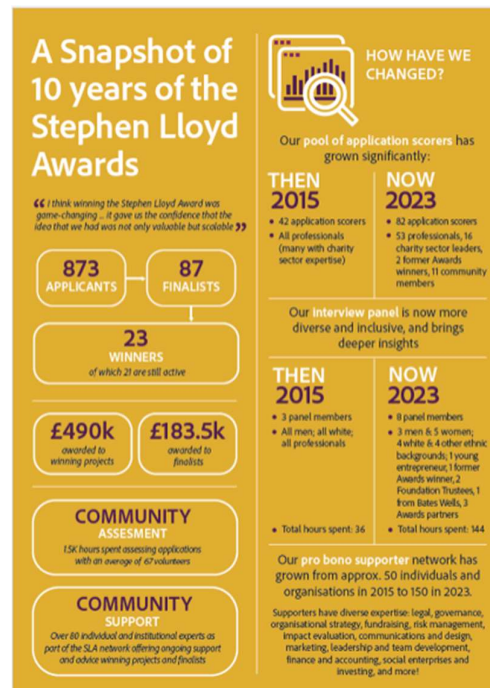 A Snapshot of
10 years of the
Stephen Lloyd
Awards
“ I think winning the Stephen Lloyd Award was
game-changing ... it gave us the confidence that the
idea that we had was not only valuable but scalable ”
873
APPLICANTS
87
FINALISTS
23
WINNERS
of which 21 are still active
£490k
awarded to
winning projects
£183.5k
awarded to
finalists
COMMUNITY
ASSESMENT
1.5K hours spent assessing applications
with an average of 67 volunteers
COMMUNITY
SUPPORT
Over 80 individual and institutional experts as
part of the SLA network offering ongoing support
and advice winning projects and finalists
HOW HAVE WE
CHANGED?
Our pool of application scorers has
grown significantly:
THEN
2015
• 42 application scorers
• All professionals
(many with charity
sector expertise)
NOW
2023
• 82 application scorers
• 53 professionals, 16
charity sector leaders,
2 former Awards
winners, 11 community
members
Our interview panel is now more
diverse and inclusive, and brings
deeper insights
THEN
2015
• 3 panel members
• All men; all white;
all professionals
• Total hours spent: 36
NOW
2023
• 8 panel members
• 3 men & 5 women;
4 white & 4 other ethnic
backgrounds; 1 young
entrepreneur, 1 former
Awards winner, 2
Foundation Trustees, 1
from Bates Wells, 3
Awards partners
• Total hours spent: 144
Our pro bono supporter network has
grown from approx. 50 individuals and
organisations in 2015 to 150 in 2023.
Supporters have diverse expertise: legal, governance,
organisational strategy, fundraising, risk management,
impact evaluation, communications and design,
marketing, leadership and team development,
finance and accounting, social enterprises and
investing, and more!